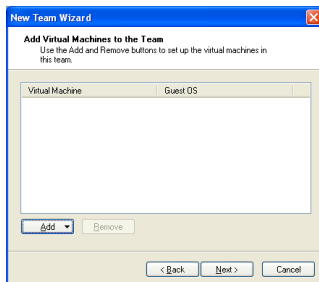 New Team Wizard
Add Virtual Machines to the Team
Use the Add and Remove buttons to set up the virtual machines in
this team.
Virtual Machine Guest OS
Add Remove
< Back Next > Cancel